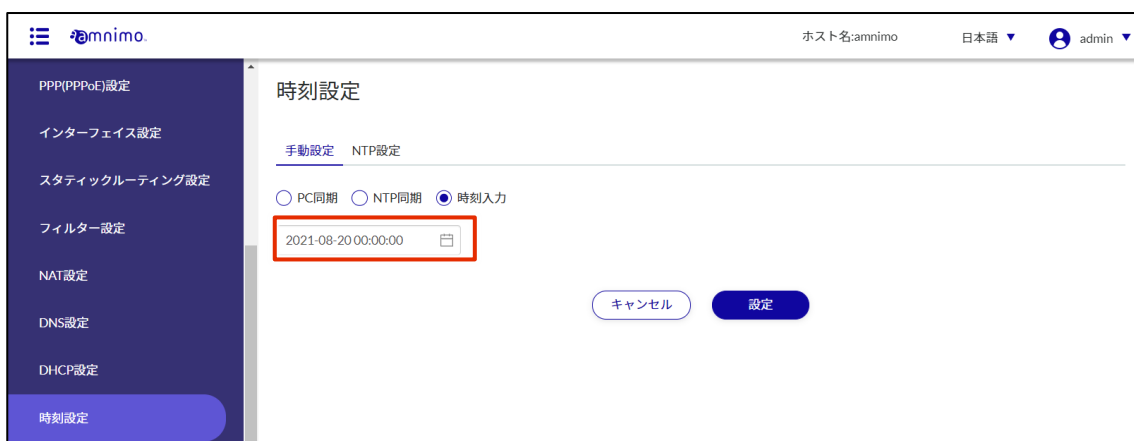 amnimo.
ホスト名:amnimo
日本語 ▼
admin ▼
PPP(PPPoE)設定
インターフェイス設定
スタティックルーティング設定
フィルター設定
NAT設定
DNS設定
DHCP設定
時刻設定
時刻設定
手動設定 NTP設定
PC同期 NTP同期 時刻入力
2021-08-20 00:00:00
キャンセル 設定